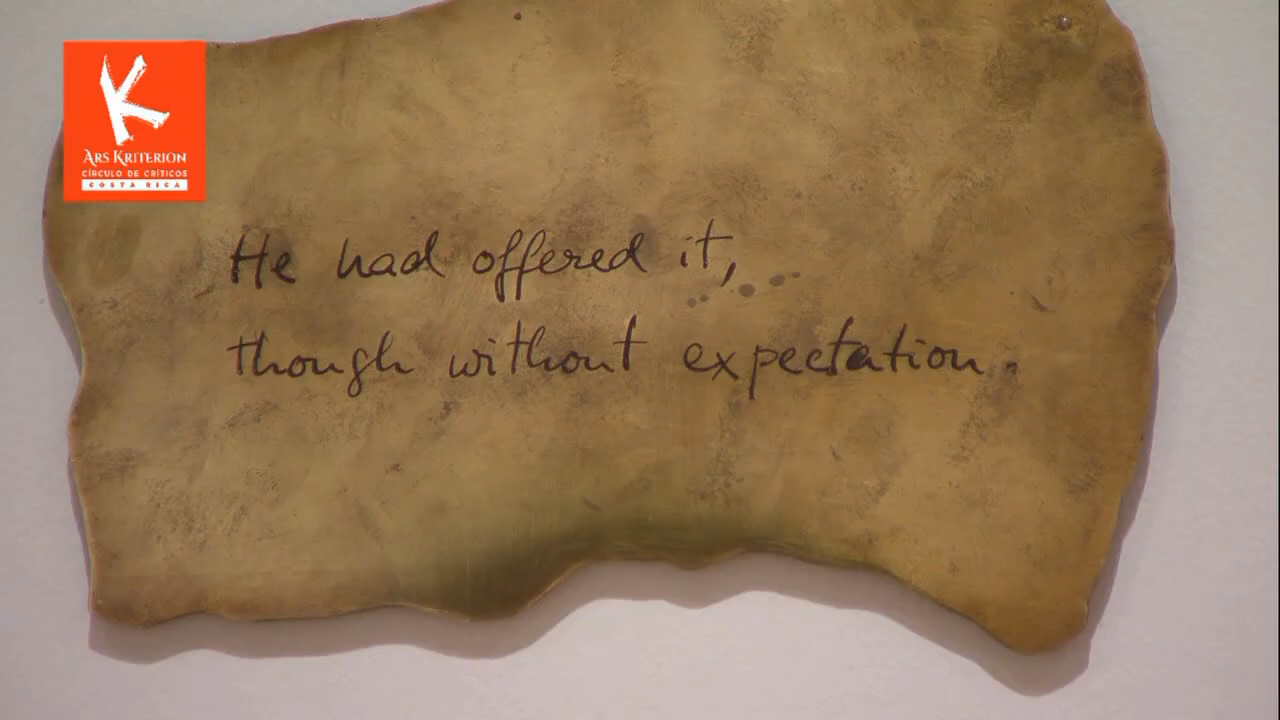 K
ARS KRITERION
CÍRCULO DE CRÍTICOS
COSTA RICA
He had offered it,
though without expectation.